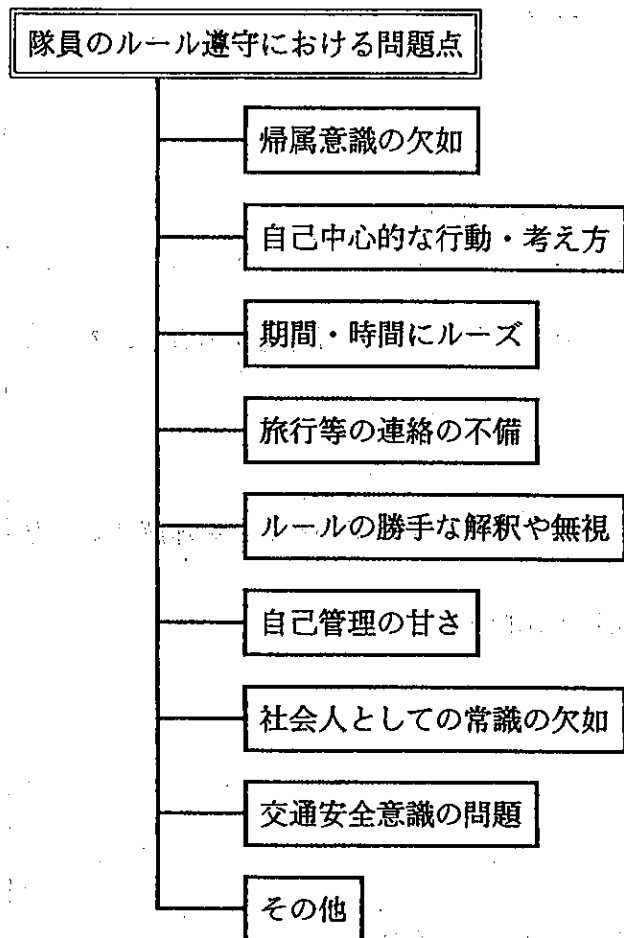 隊員のルール遵守における問題点
帰属意識の欠如
自己中心的な行動・考え方
期間・時間にルーズ
旅行等の連絡の不備
ルールの勝手な解釈や無視
自己管理の甘さ
社会人としての常識の欠如
交通安全意識の問題
その他